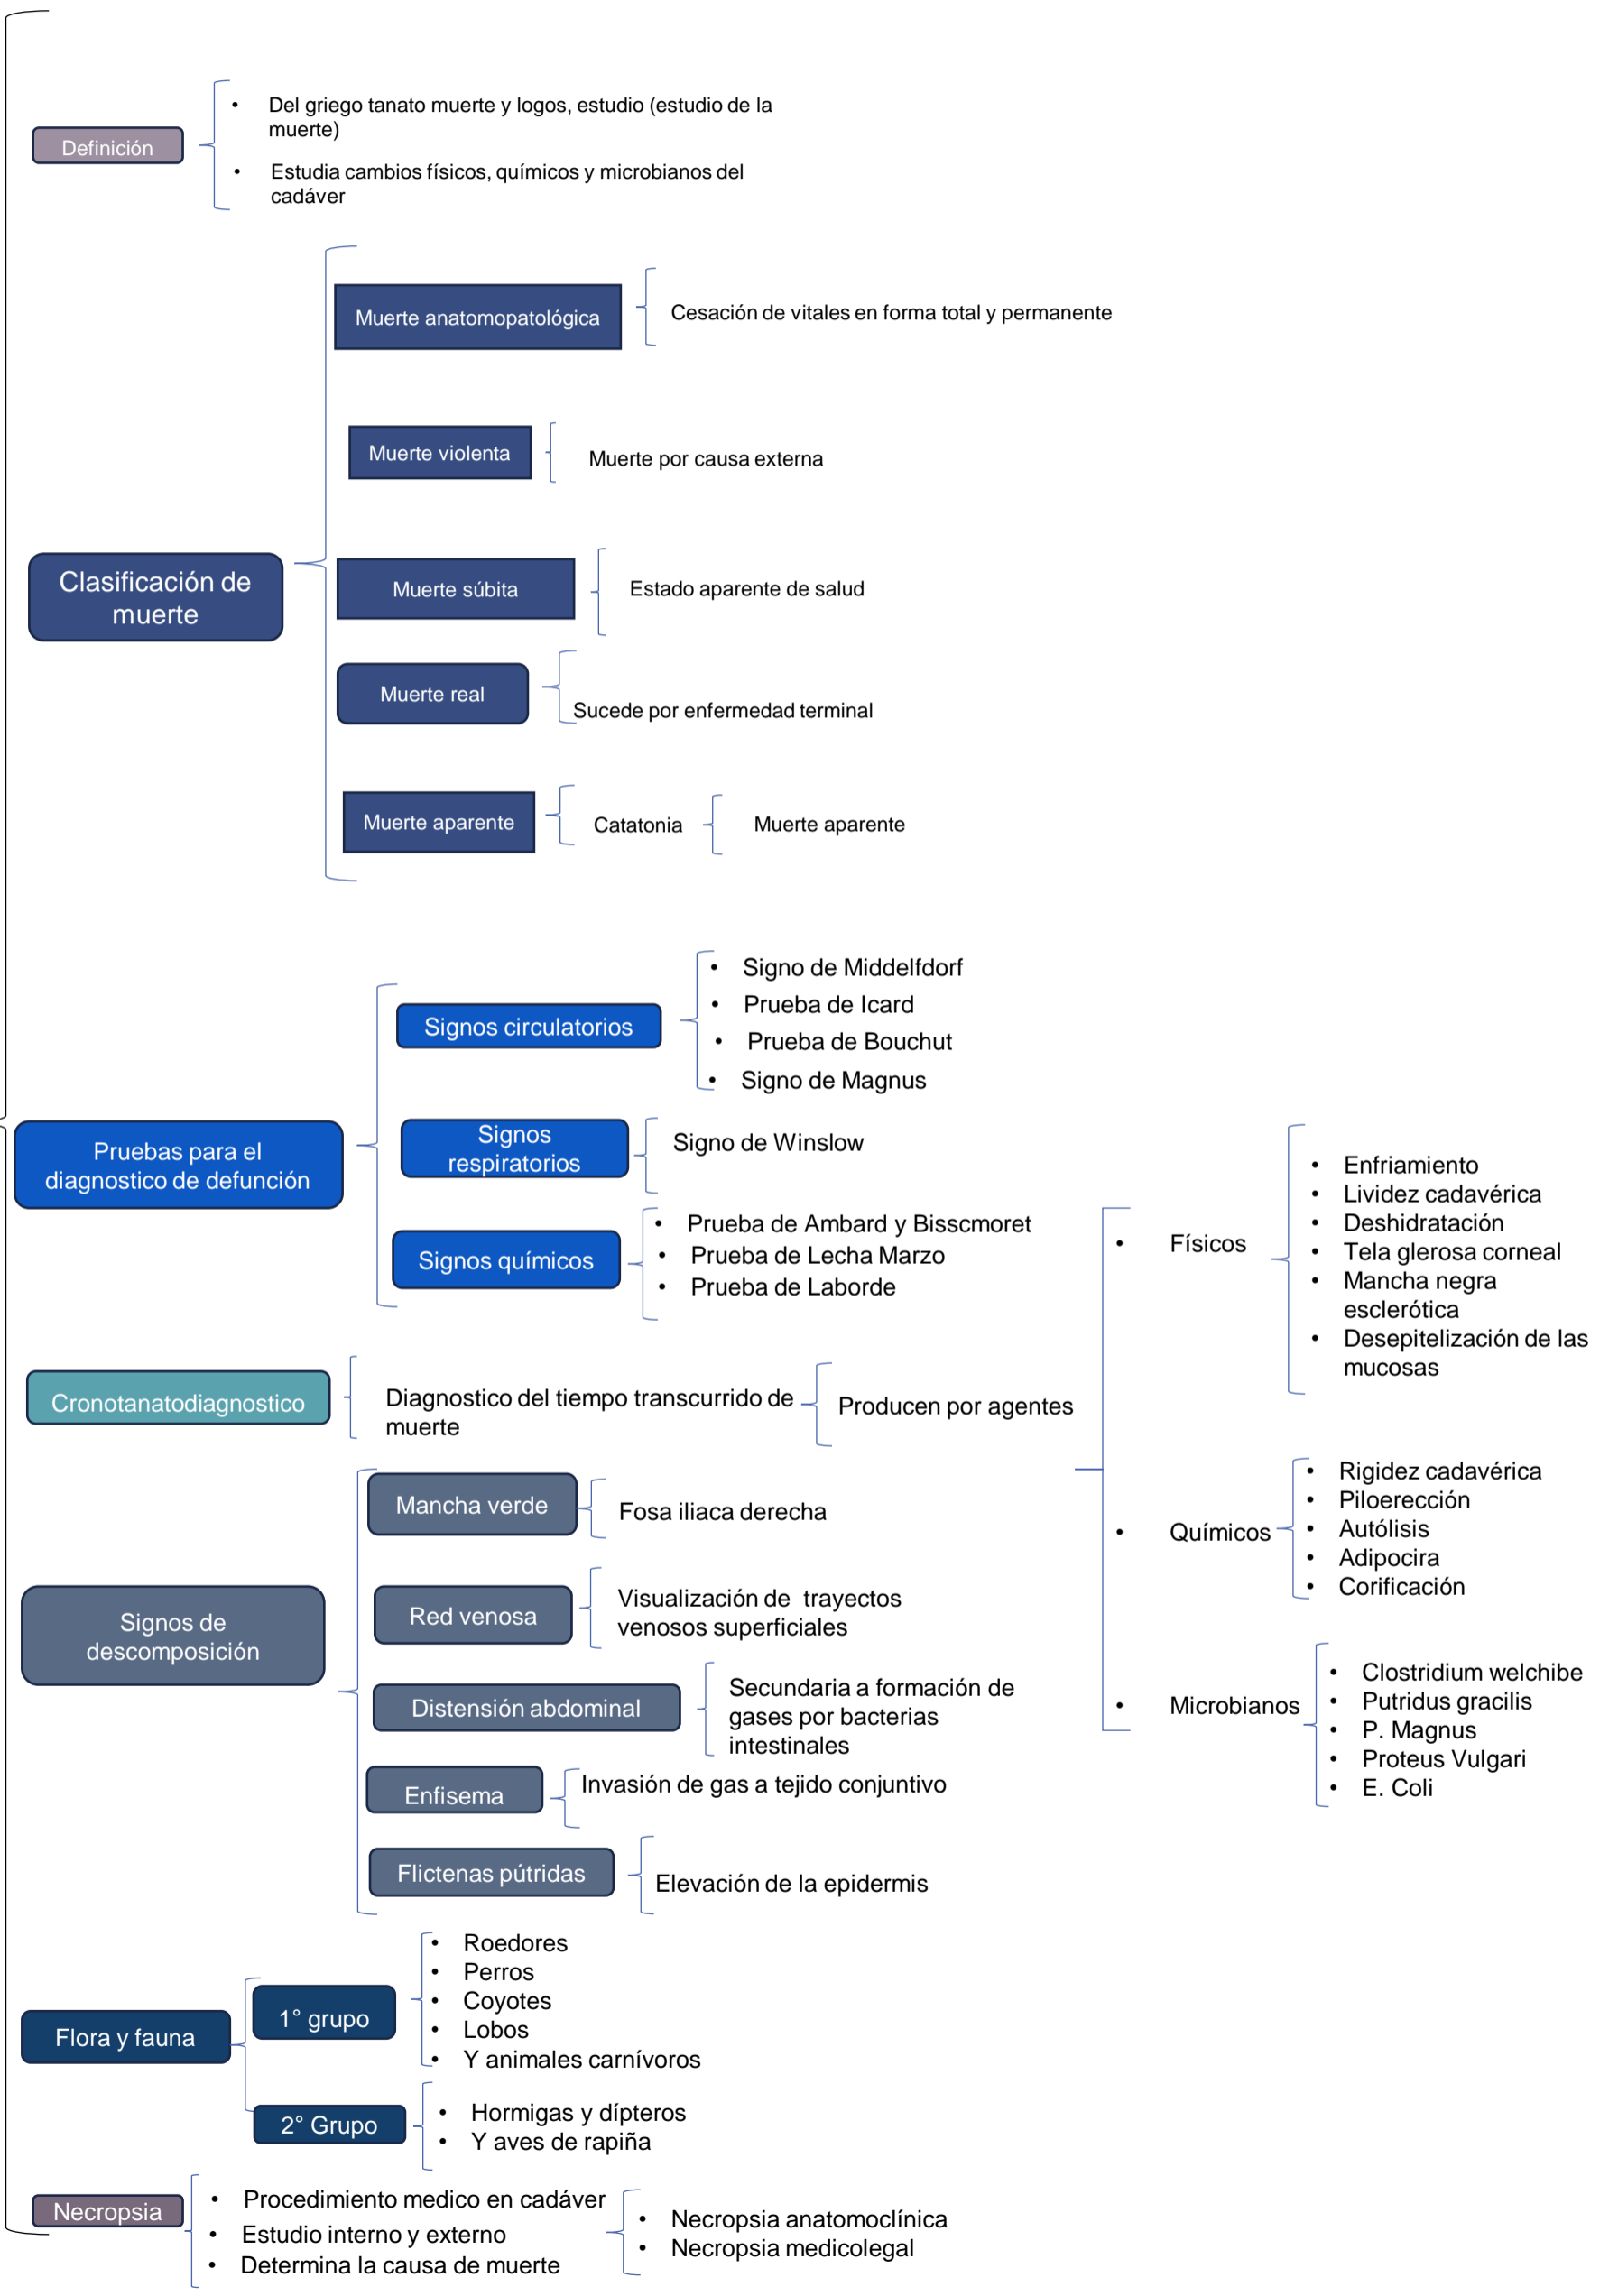 Definición
Del griego tanato muerte y logos, estudio (estudio de la
muerte)
Estudia cambios físicos, químicos y microbianos del
cadáver
Clasificación de
muerte
Muerte anatomopatológica
Cesación de vitales en forma total y permanente
Muerte violenta
Muerte por causa externa
Muerte súbita
Estado aparente de salud
Muerte real
Sucede por enfermedad terminal
Muerte aparente
Catatonia
Muerte aparente
Pruebas para el
diagnostico de defunción
Signos circulatorios
• Signo de Middelfdorf
• Prueba de Icard
• Prueba de Bouchut
• Signo de Magnus
Signos
respiratorios
Signo de Winslow
Signos químicos
• Prueba de Ambard y Bisscmoret
• Prueba de Lecha Marzo
• Prueba de Laborde
Cronotanatodiagnostico
Diagnostico del tiempo transcurrido de
muerte
Producen por agentes
• Físicos
• Enfriamiento
• Lividez cadavérica
• Deshidratación
• Tela glerosa corneal
• Mancha negra
esclerótica
• Desepitelización de las
mucosas
• Químicos
• Rigidez cadavérica
• Piloerección
• Autólisis
• Adipocira
• Corificación
• Microbianos
• Clostridium welchibe
• Putridus gracilis
• P. Magnus
• Proteus Vulgari
• E. Coli
Signos de
descomposición
Mancha verde
Fosa iliaca derecha
Red venosa
Visualización de trayectos
venosos superficiales
Distensión abdominal
Secundaria a formación de
gases por bacterias
intestinales
Enfisema
Invasión de gas a tejido conjuntivo
Flictenas pútridas
Elevación de la epidermis
Flora y fauna
1° grupo
• Roedores
• Perros
• Coyotes
• Lobos
• Y animales carnívoros
2° Grupo
• Hormigas y dípteros
• Y aves de rapiña
Necropsia
• Procedimiento medico en cadáver
• Estudio interno y externo
• Determina la causa de muerte
• Necropsia anatomoclínica
• Necropsia medicolegal